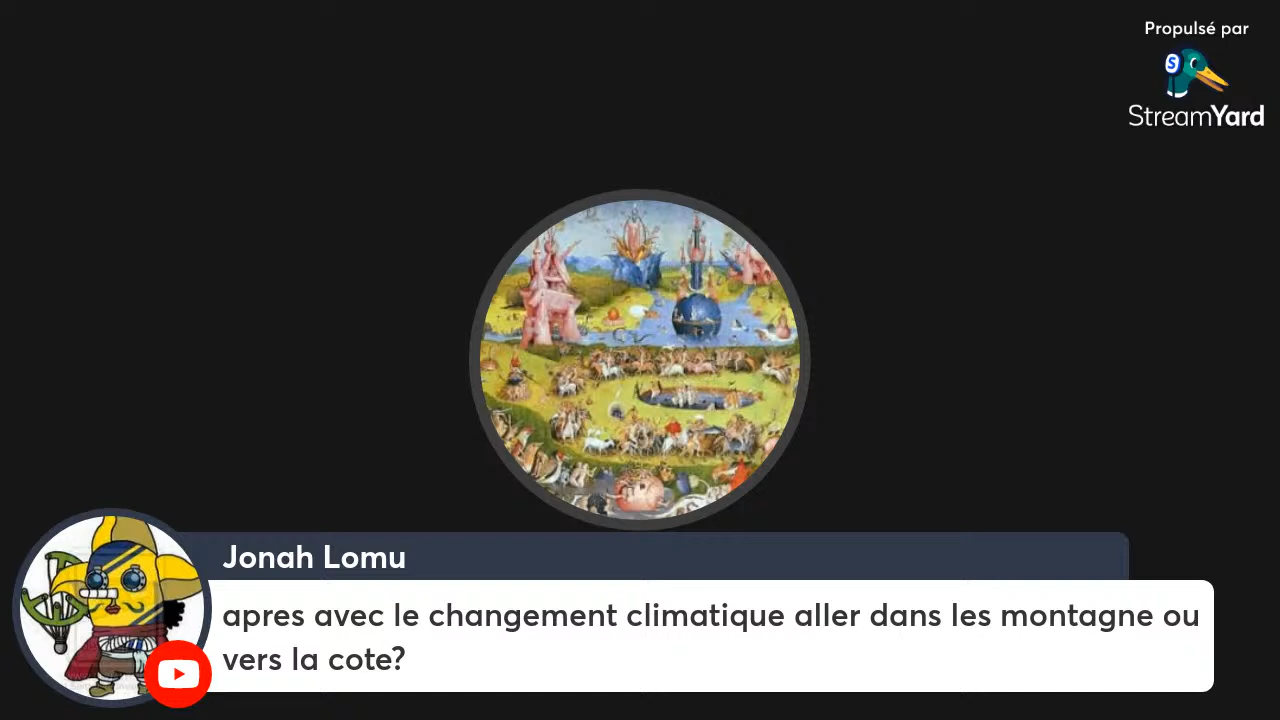 Propulsé par
S
StreamYard
Jonah Lomu
apres avec le changement climatique aller dans les montagne ou
vers la cote?